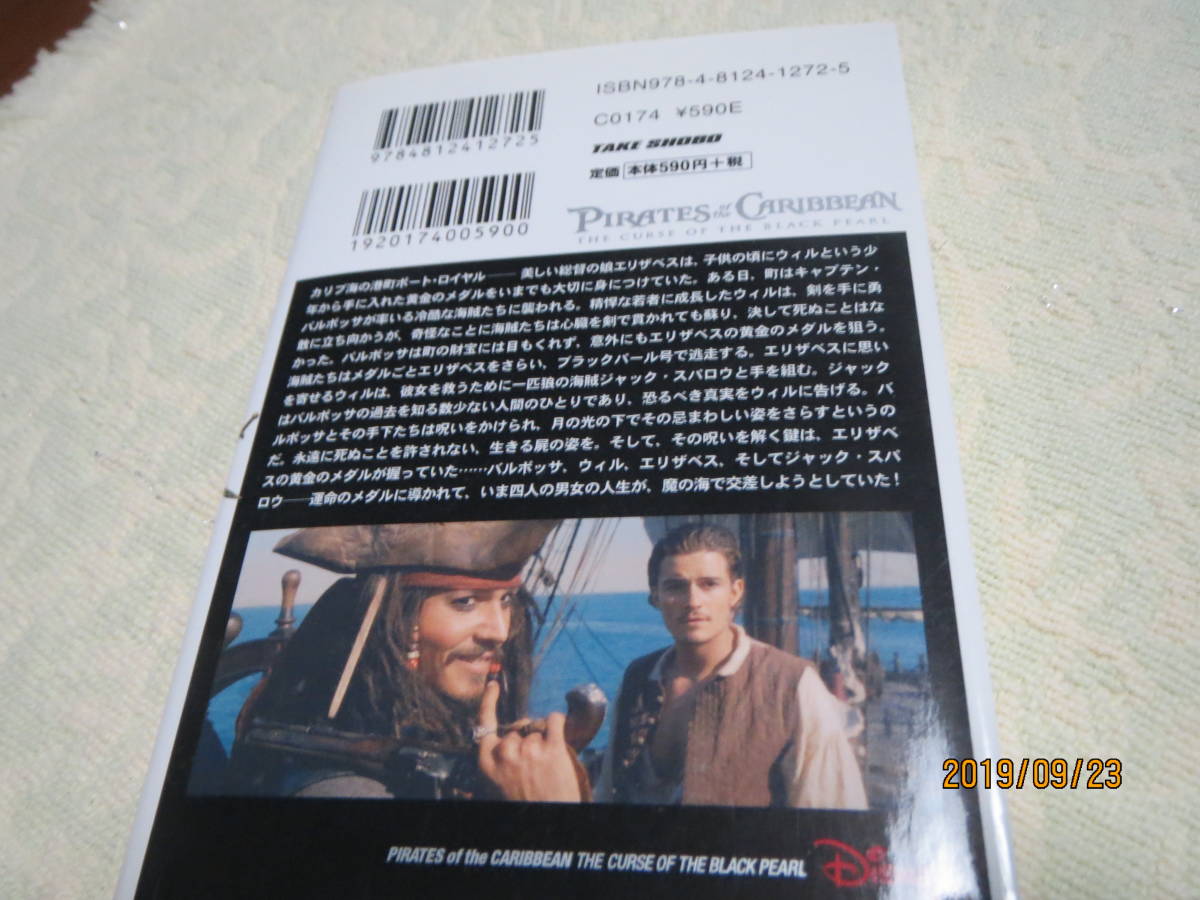 ISBN978-4-8124-1272-5
C0174 ¥590E
TAKE SHOBO
定価 本体590円+税
9784812412725
1920174005900
PIRATES of the CARIBBEAN
THE CURSE OF THE BLACK PEARL
カリブ海の港町ポート・ロイヤル―― 美しい総督の娘エリザベスは、子供の頃にウィルという少
年から手に入れた黄金のメダルをいまでも大切に身につけていた。ある日、町はキャプテン・
バルボッサが率いる冷酷な海賊たちに襲われる。精悍な若者に成長したウィルは、剣を手に勇
敢に立ち向かうが、奇怪なことに海賊たちは心臓を剣で貫かれても蘇り、決して死ぬことはな
かった。バルボッサは町の財宝には目もくれず、意外にもエリザベスの黄金のメダルを狙う。
海賊たちはメダルごとエリザベスをさらい、ブラックパール号で逃走する。エリザベスに思い
を寄せるウィルは、彼女を救うために一匹狼の海賊ジャック・スパロウと手を組む。ジャック
はバルボッサの過去を知る数少ない人間のひとりであり、恐るべき真実をウィルに告げる。バ
ルボッサとその手下たちは呪いをかけられ、月の光の下でその忌まわしい姿をさらすというの
だ。永遠に死ぬことを許されない、生きる屍の姿を。そして、その呪いを解く鍵は、エリザベ
スの黄金のメダルが握っていた……バルボッサ、ウィル、エリザベス、そしてジャック・スパ
ロウ――運命のメダルに導かれて、いま四人の男女の人生が、魔の海で交差しようとしていた！
2019/09/23
PIRATES of the CARIBBEAN THE CURSE OF THE BLACK PEARL